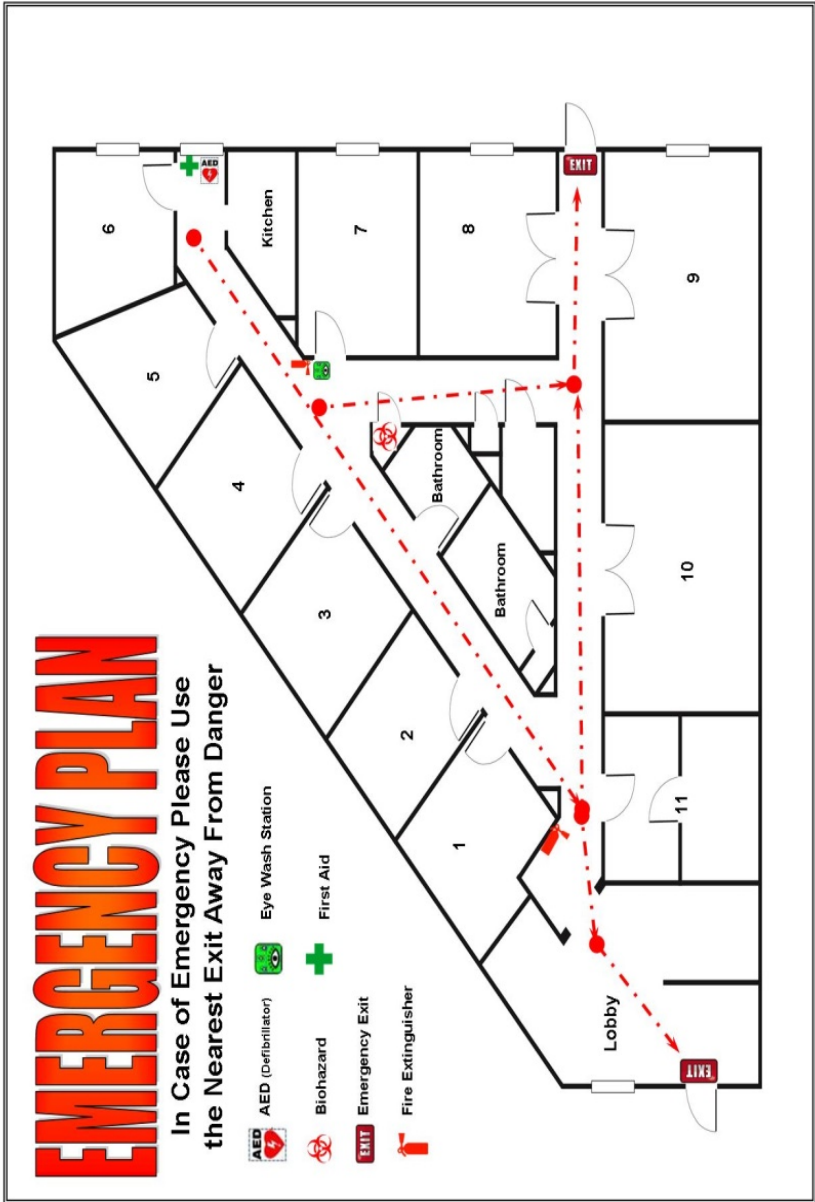 EMERGENCY PLAN
In Case of Emergency Please Use
the Nearest Exit Away From Danger
AED
AED (Defibrillator)
Eye Wash Station
Biohazard
First Aid
EXIT
Emergency Exit
Fire Extinguisher
6
AED
5
Kitchen
4
7
3
8
EXIT
2
Bathroom
1
Bathroom
9
10
Lobby
11
EXIT